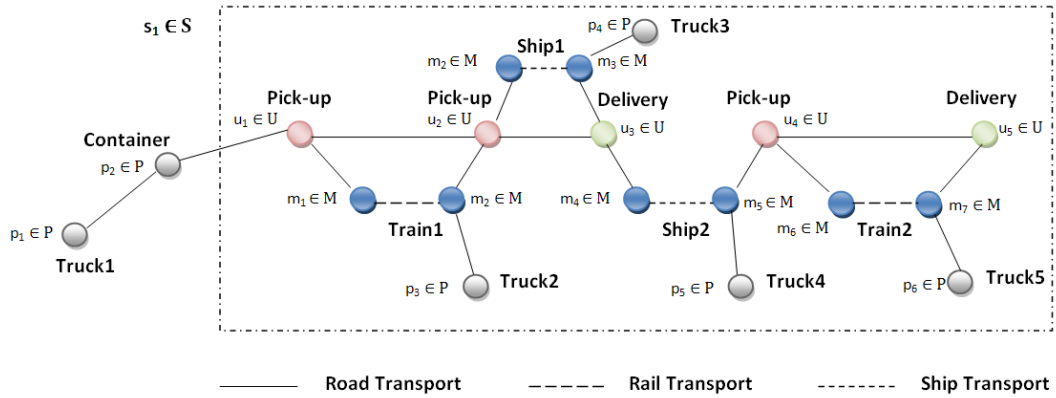 s₁ ∈ S
p₄ ∈ P
Truck3
Ship1
m₂ ∈ M
m₃ ∈ M
Pick-up
Pick-up
Delivery
Pick-up
Delivery
u₁ ∈ U
u₂ ∈ U
u₃ ∈ U
u₄ ∈ U
u₅ ∈ U
Container
p₂ ∈ P
m₁ ∈ M
m₂ ∈ M
m₄ ∈ M
m₅ ∈ M
m₆ ∈ M
m₇ ∈ M
Train1
Ship2
Train2
p₁ ∈ P
Truck1
p₃ ∈ P
Truck2
p₅ ∈ P
Truck4
p₆ ∈ P
Truck5
Road Transport
Rail Transport
Ship Transport